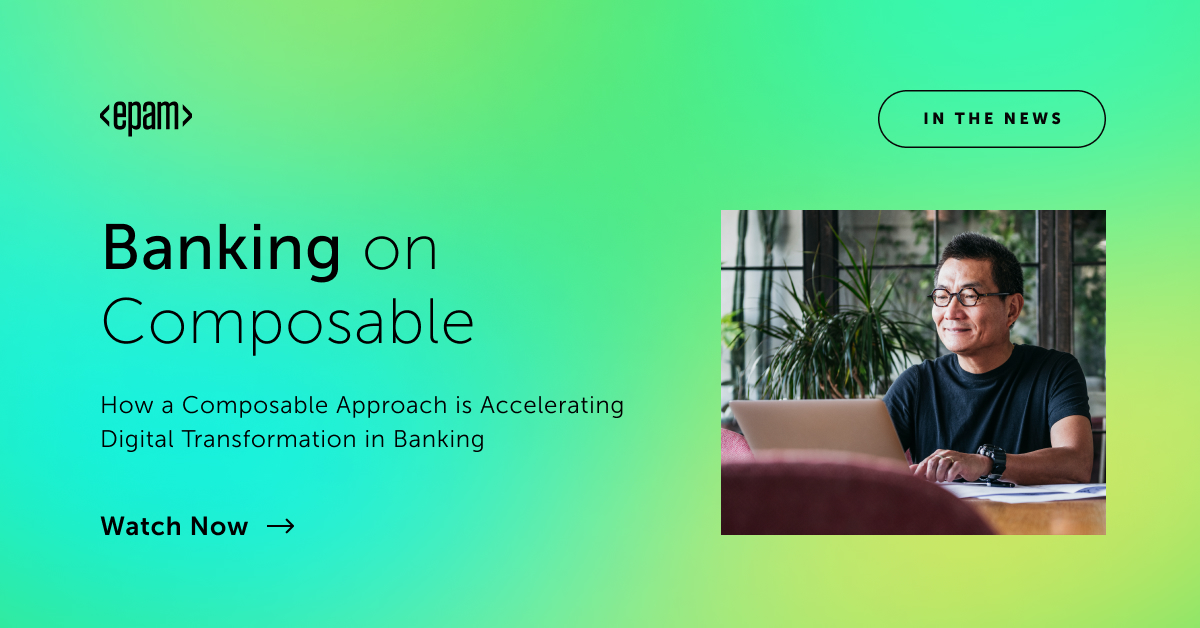 <epam>
IN THE NEWS
Banking on
Composable
How a Composable Approach is Accelerating
Digital Transformation in Banking
Watch Now →